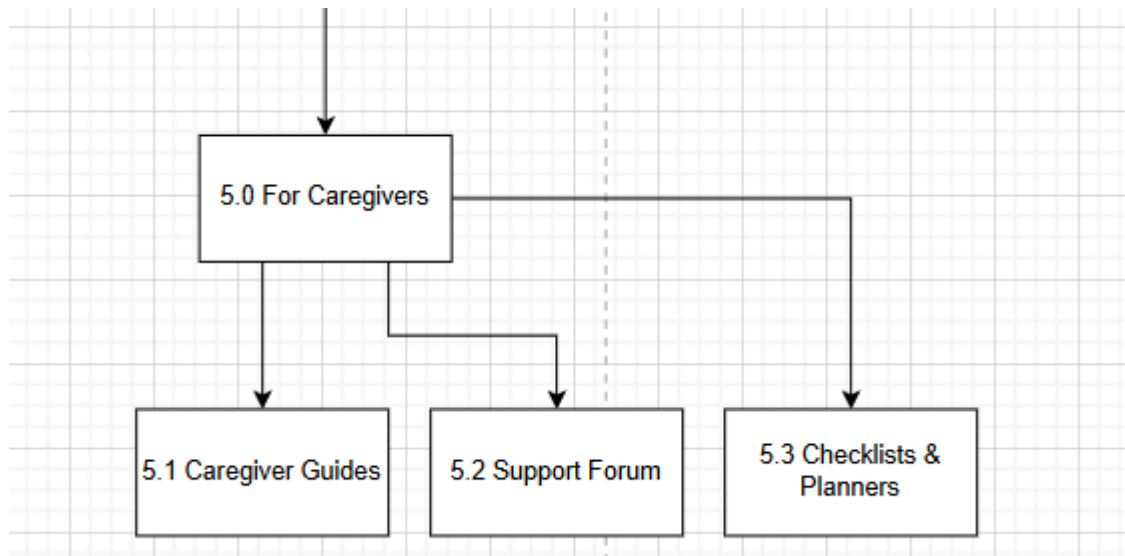 5.0 For Caregivers
5.1 Caregiver Guides
5.2 Support Forum
5.3 Checklists &
Planners